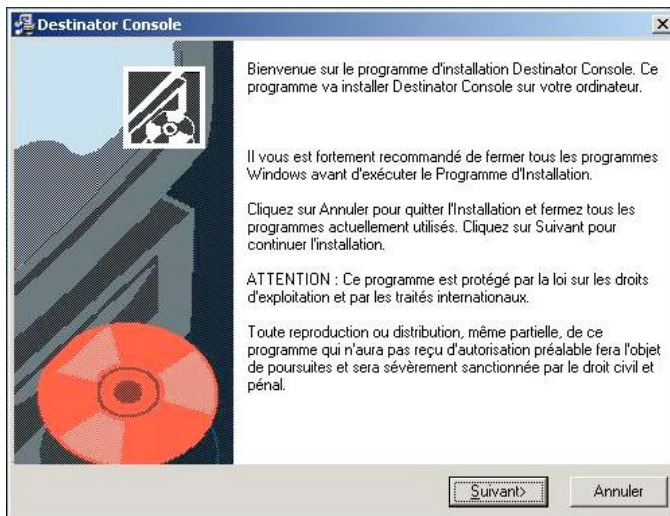 Destinator Console
Bienvenue sur le programme d'installation Destinator Console. Ce
programme va installer Destinator Console sur votre ordinateur.
Il vous est fortement recommandé de fermer tous les programmes
Windows avant d'exécuter le Programme d'Installation.
Cliquez sur Annuler pour quitter l'Installation et fermez tous les
programmes actuellement utilisés. Cliquez sur Suivant pour
continuer l'installation.
ATTENTION : Ce programme est protégé par la loi sur les droits
d'exploitation et par les traités internationaux.
Toute reproduction ou distribution, même partielle, de ce
programme qui n'aura pas reçu d'autorisation préalable fera l'objet
de poursuites et sera sévèrement sanctionnée par le droit civil et
pénal.
Suivant> Annuler